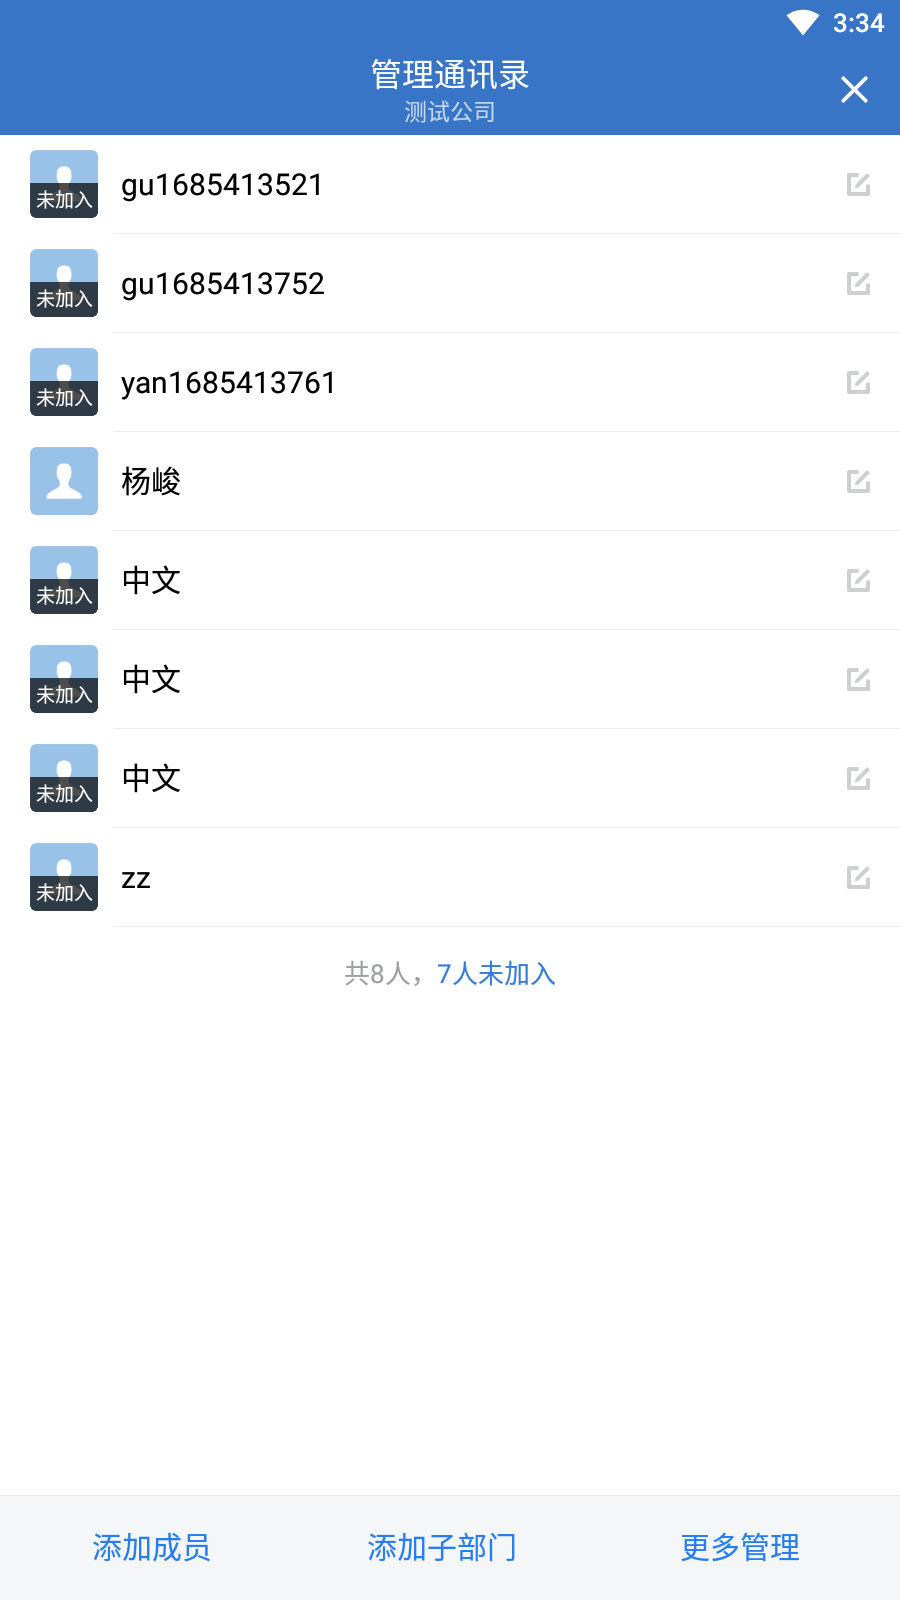 3:34
管理通讯录
测试公司
未加入 gu1685413521
未加入 gu1685413752
未加入 yan1685413761
杨峻
未加入 中文
未加入 中文
未加入 中文
未加入 zz
共8人，7人未加入
添加成员 添加子部门 更多管理